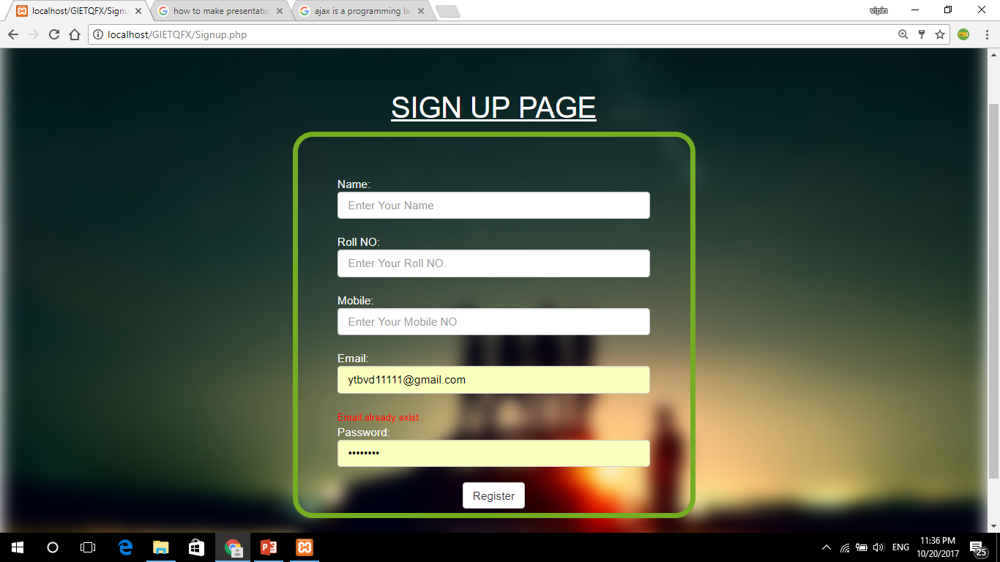 localhost/GIETQFX/Signu
how to make presentatio
ajax is a programming la
vipin
localhost/GIETQFX/Signup.php
SIGN UP PAGE
Name:
Enter Your Name
Roll NO:
Enter Your Roll NO.
Mobile:
Enter Your Mobile NO
Email:
ytbvd11111@gmail.com
Email already exist .
Password:
••••••••
Register
ENG
11:36 PM
10/20/2017
25